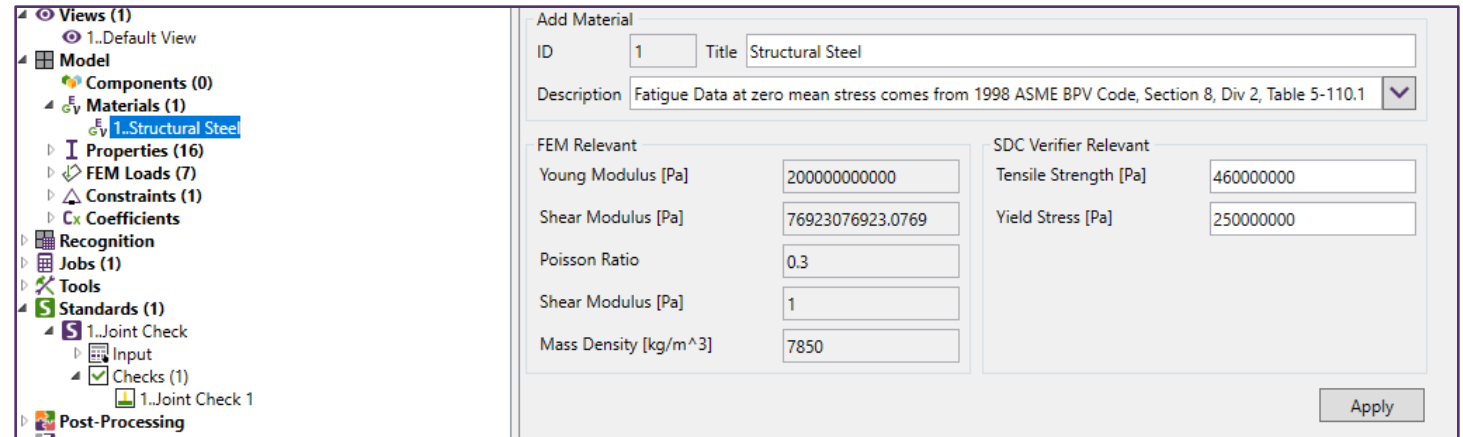 Views (1)
1..Default View
Model
Components (0)
Materials (1)
1..Structural Steel
Properties (16)
FEM Loads (7)
Constraints (1)
Cx Coefficients
Recognition
Jobs (1)
Tools
Standards (1)
1..Joint Check
Input
Checks (1)
1..Joint Check 1
Post-Processing
Add Material
ID 1 Title Structural Steel
Description Fatigue Data at zero mean stress comes from 1998 ASME BPV Code, Section 8, Div 2, Table 5-110.1
FEM Relevant
Young Modulus [Pa] 200000000000
Shear Modulus [Pa] 76923076923.0769
Poisson Ratio 0.3
Shear Modulus [Pa] 1
Mass Density [kg/m^3] 7850
SDC Verifier Relevant
Tensile Strength [Pa] 460000000
Yield Stress [Pa] 250000000
Apply